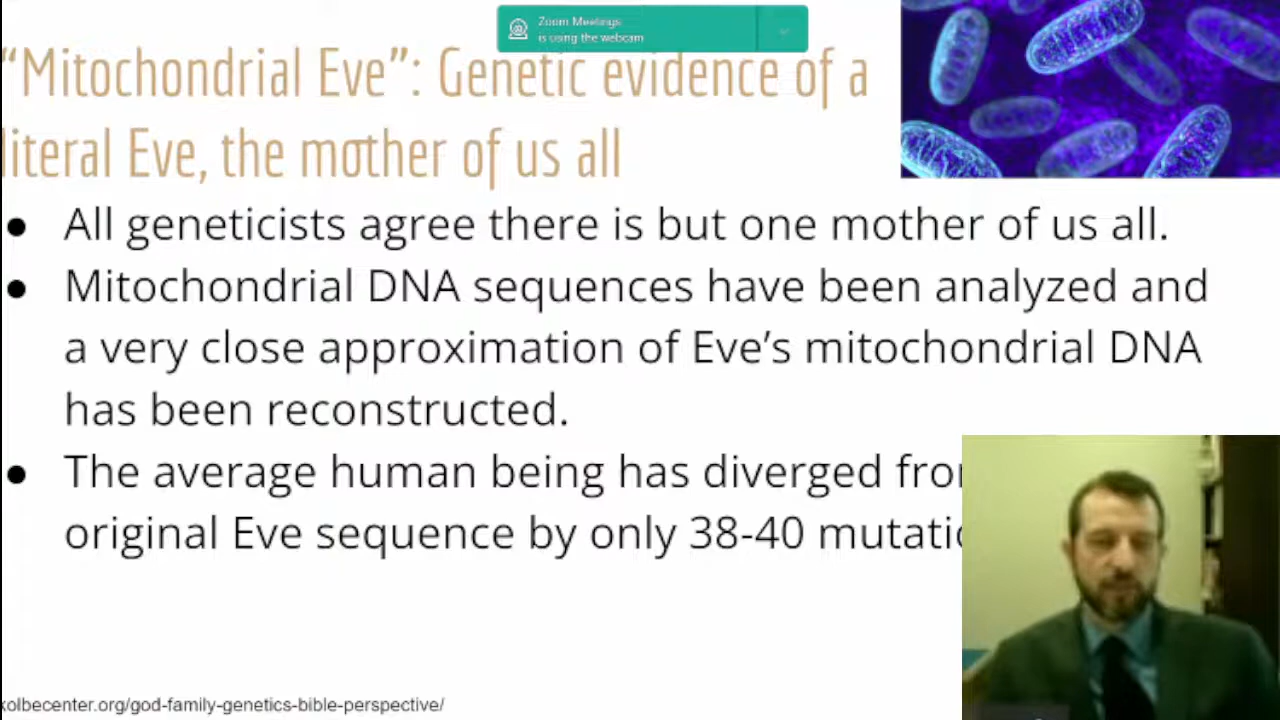 Zoom Meetings
is using the webcam
“Mitochondrial Eve”: Genetic evidence of a
literal Eve, the mother of us all
● All geneticists agree there is but one mother of us all.
● Mitochondrial DNA sequences have been analyzed and
a very close approximation of Eve’s mitochondrial DNA
has been reconstructed.
● The average human being has diverged
original Eve sequence by only 38-40
kolbecenter.org/god-family-genetics-bible-perspective/